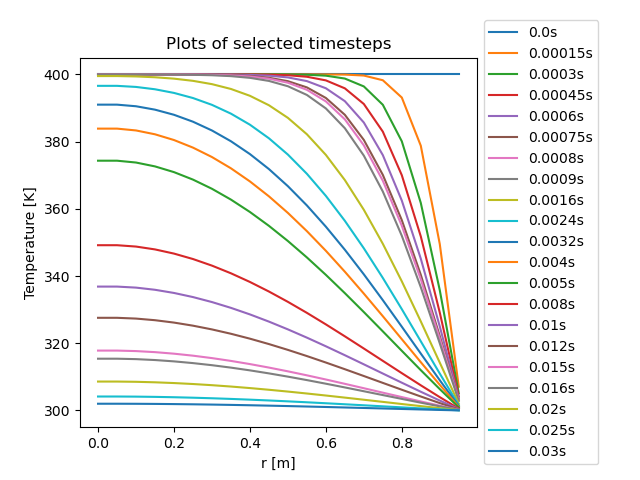 Plots of selected timesteps
Temperature [K]
400
380
360
340
320
300
0.0
0.2
0.4
0.6
0.8
r [m]
0.0s
0.00015s
0.0003s
0.00045s
0.0006s
0.00075s
0.0008s
0.0009s
0.0016s
0.0024s
0.0032s
0.004s
0.005s
0.008s
0.01s
0.012s
0.015s
0.016s
0.02s
0.025s
0.03s